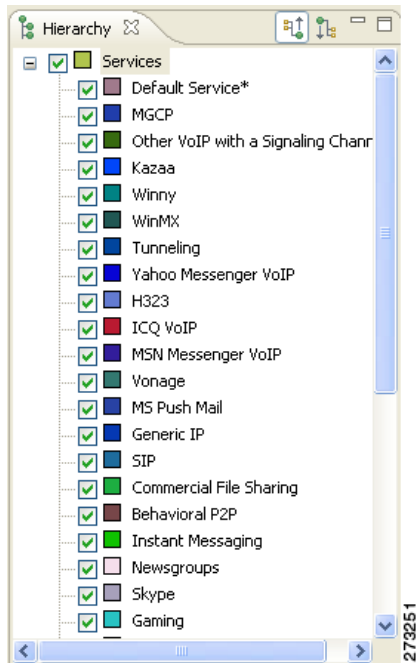 Hierarchy
Services
Default Service*
MGCP
Other VoIP with a Signaling Chanr
Kazaa
Winny
WinMX
Tunneling
Yahoo Messenger VoIP
H323
ICQ VoIP
MSN Messenger VoIP
Vonage
MS Push Mail
Generic IP
SIP
Commercial File Sharing
Behavioral P2P
Instant Messaging
Newsgroups
Skype
Gaming
273251